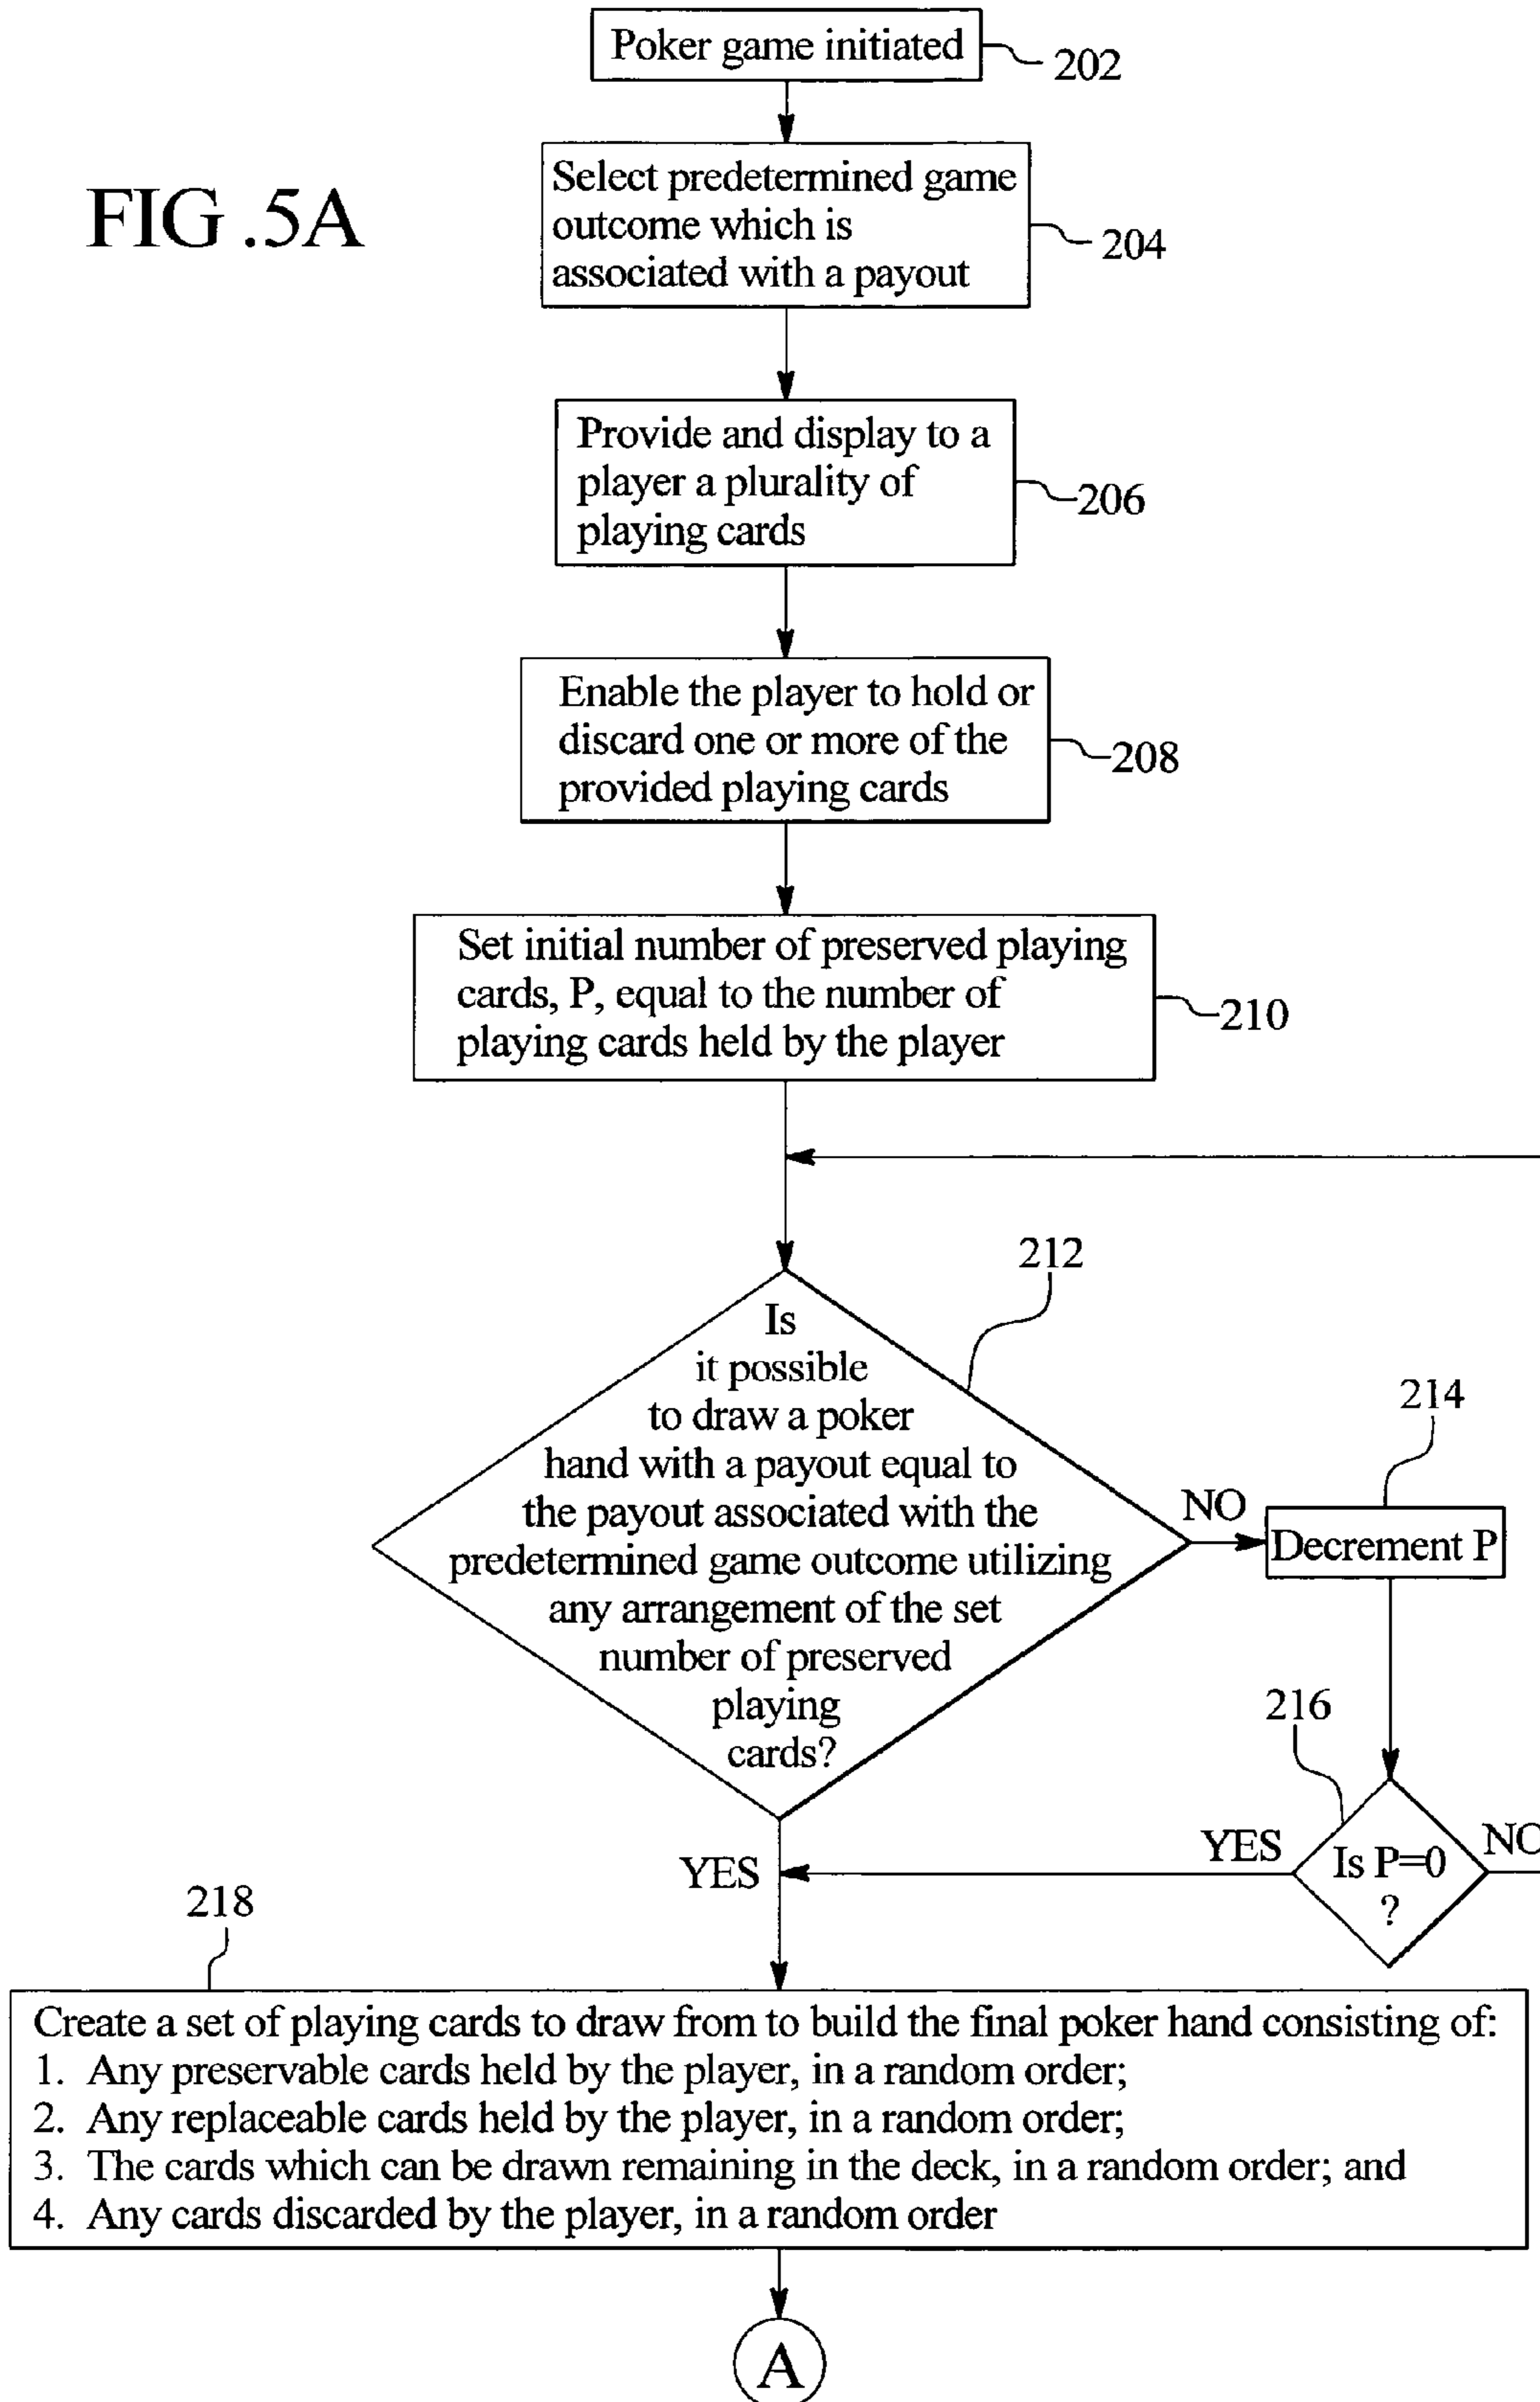 Poker game initiated
202
FIG .5A
Select predetermined game
outcome which is
associated with a payout
204
Provide and display to a
player a plurality of
playing cards
206
Enable the player to hold or
discard one or more of the
provided playing cards
208
Set initial number of preserved playing
cards, P, equal to the number of
playing cards held by the player
210
212
Is
it possible
to draw a poker
hand with a payout equal to
the payout associated with the
predetermined game outcome utilizing
any arrangement of the set
number of preserved
playing
cards?
NO
214
Decrement P
216
Is P=0
?
YES
NO
YES
218
Create a set of playing cards to draw from to build the final poker hand consisting of:
1. Any preservable cards held by the player, in a random order;
2. Any replaceable cards held by the player, in a random order;
3. The cards which can be drawn remaining in the deck, in a random order; and
4. Any cards discarded by the player, in a random order
A